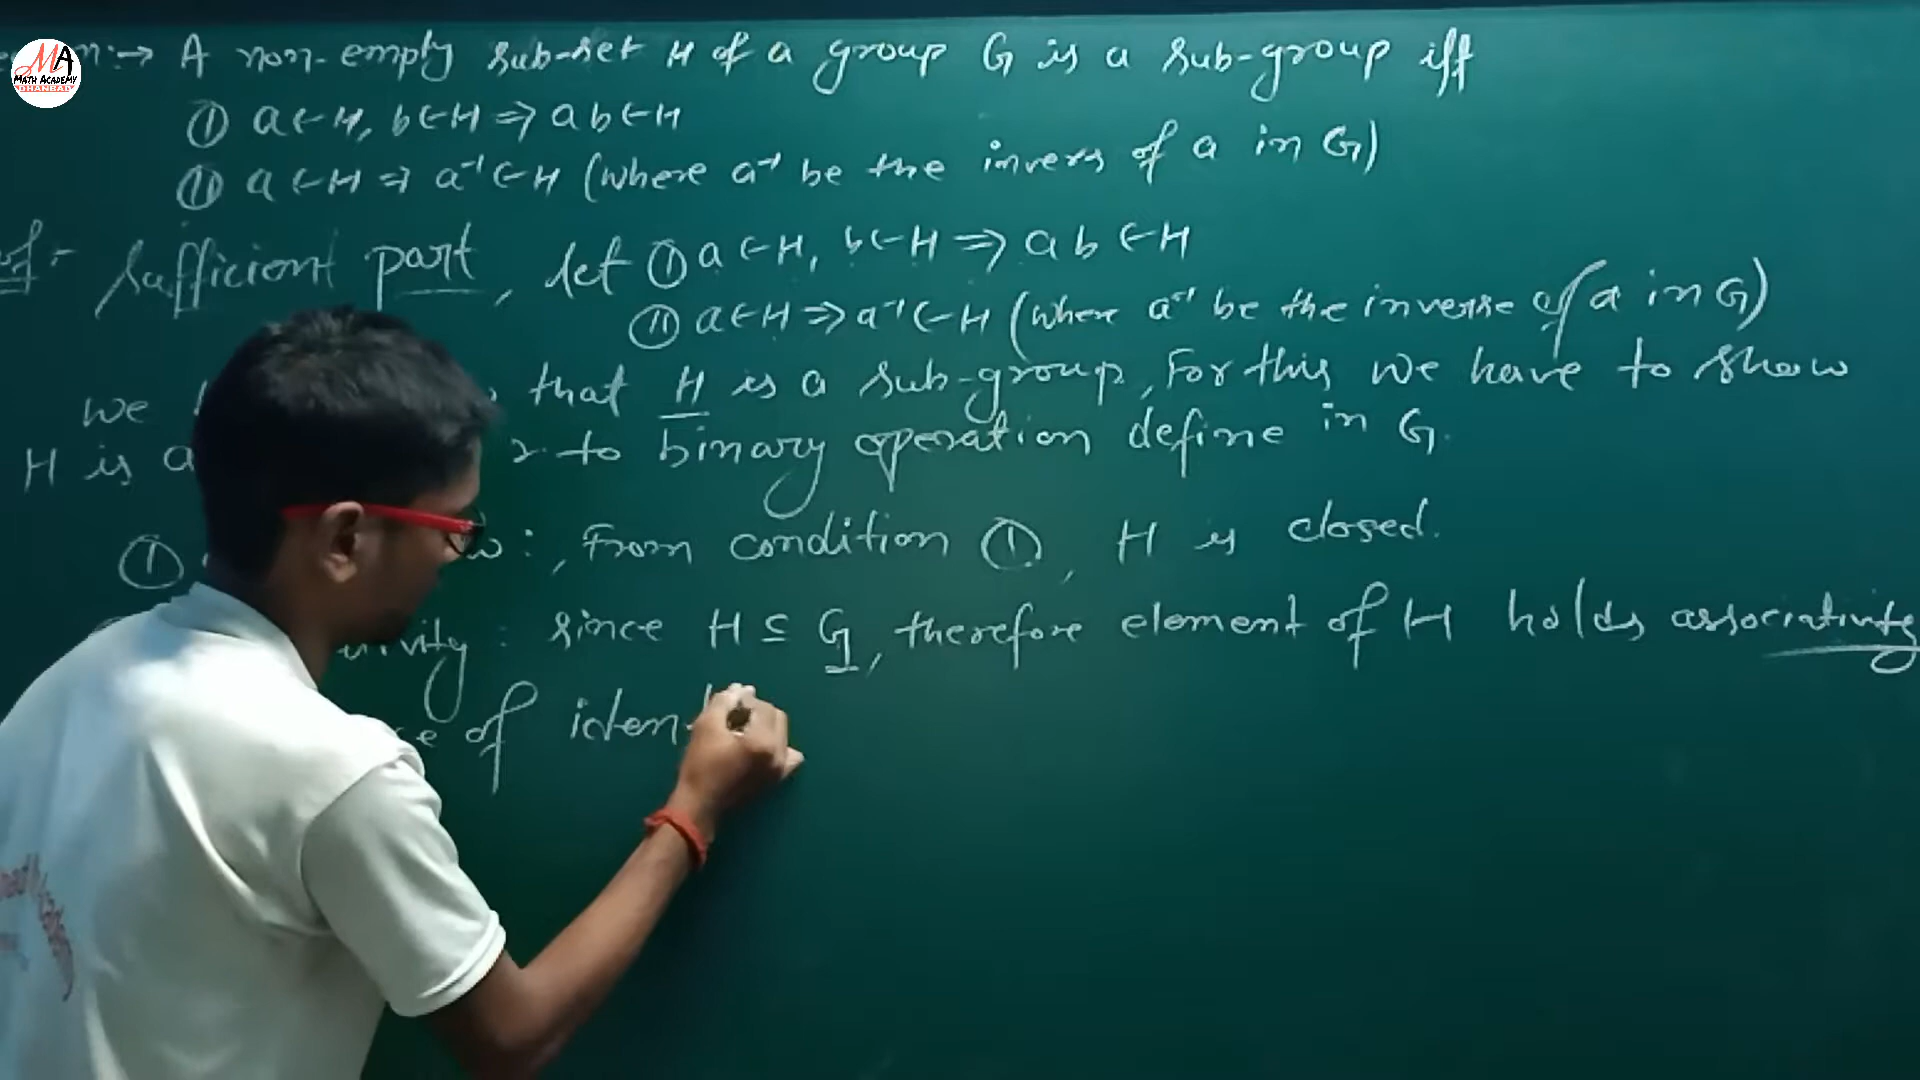 MA
MATH ACADEMY
DHANBAD
A non-empty sub-set H of a group G is a sub-group iff
① a∈H, b∈H ⇒ ab∈H
② a∈H ⇒ a⁻¹∈H (where a⁻¹ be the invers of a in G)
Sufficient part, let ① a∈H, b∈H ⇒ ab∈H
② a∈H ⇒ a⁻¹∈H (where a⁻¹ be the inverse of a in G)
we that H is a sub-group, For this we have to show
H is a to binary operation define in G.
① : , From condition ①, H is closed.
: since H ⊆ G, therefore element of H holds associativity
of iden